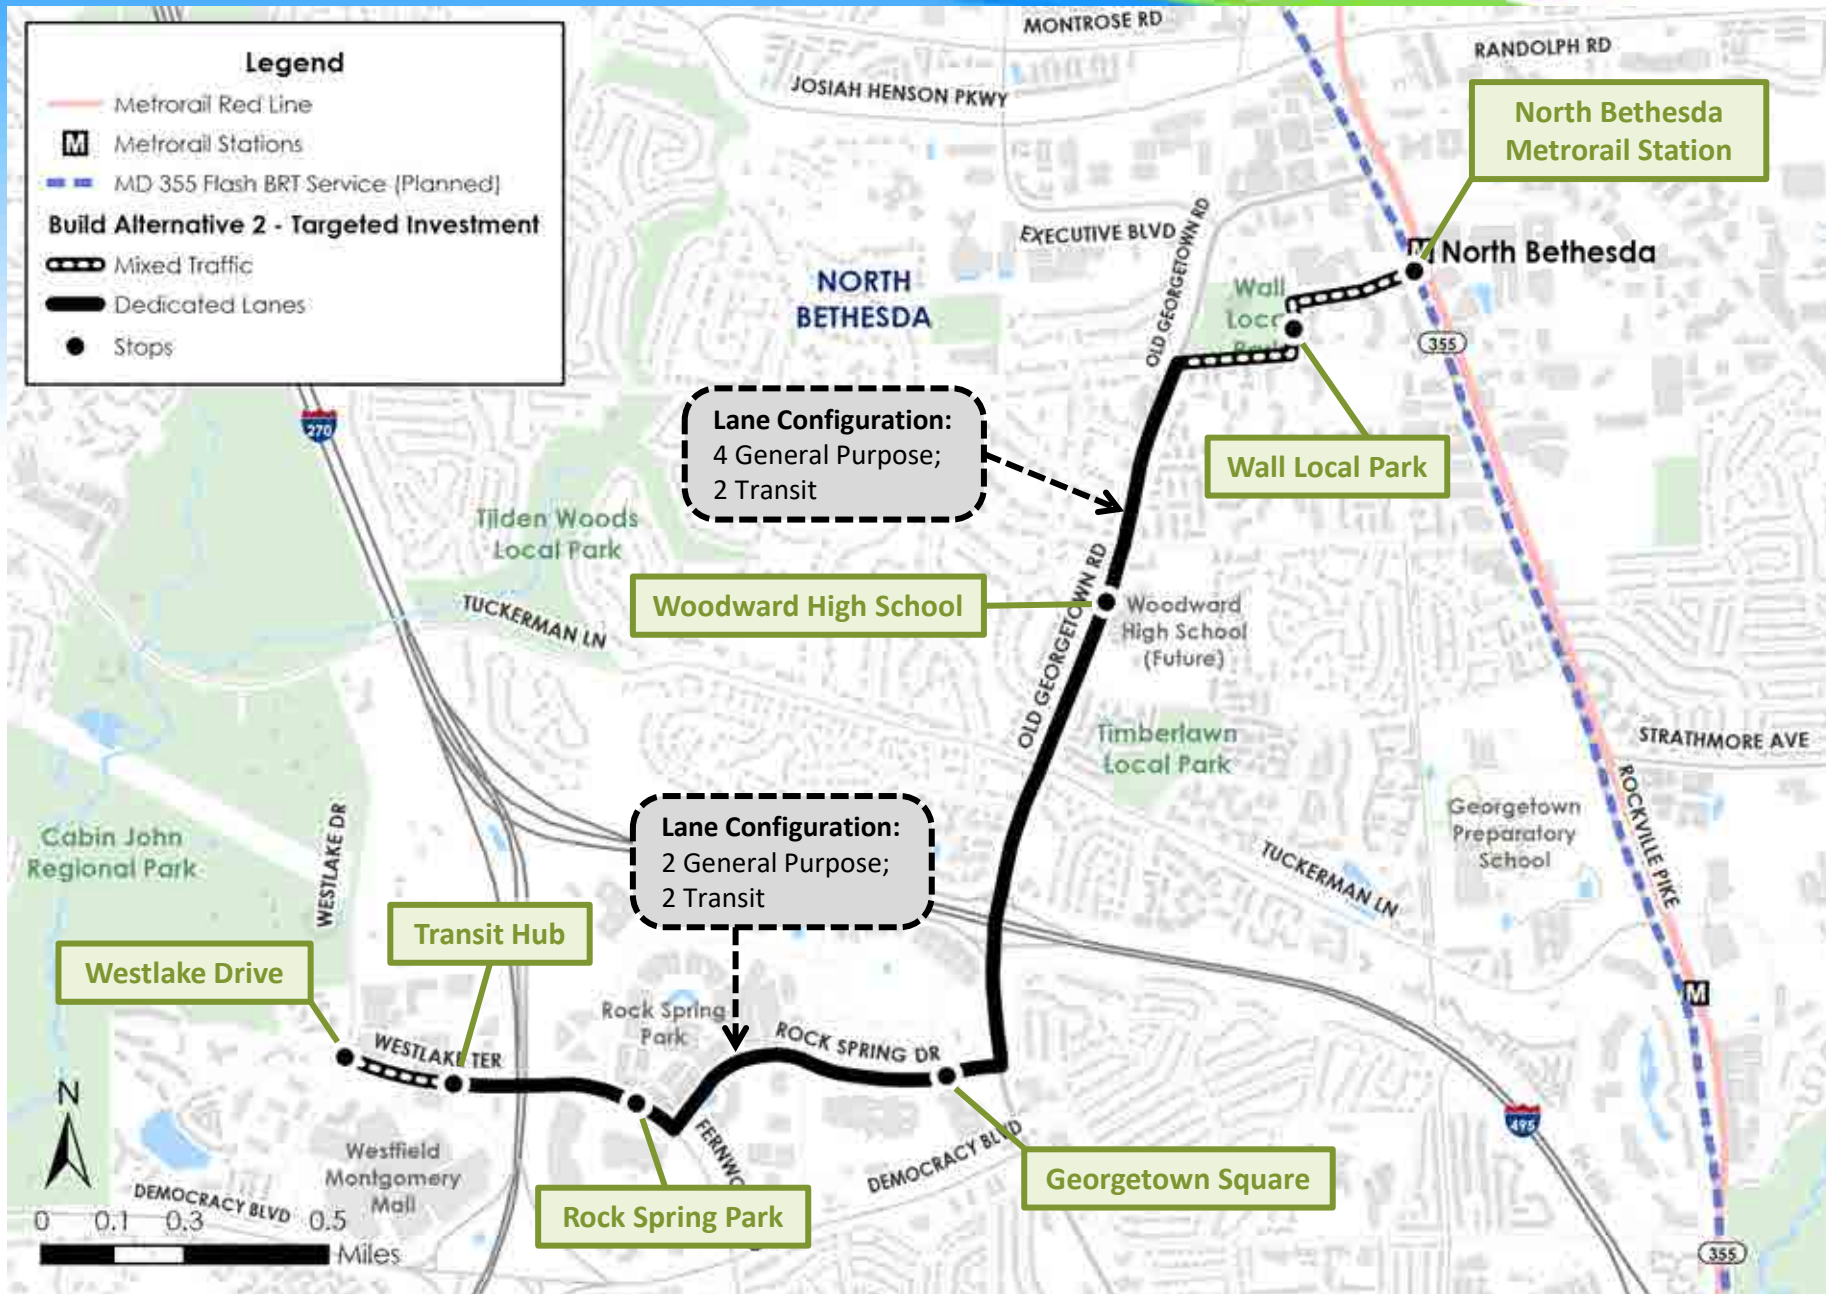 MONTROSE RD
RANDOLPH RD
JOSIAH HENSON PKWY
Legend
Metrorail Red Line
M
Metrorail Stations
MD 355 Flash BRT Service (Planned)
Build Alternative 2 - Targeted Investment
Mixed Traffic
Dedicated Lanes
Stops
North Bethesda
Metrorail Station
EXECUTIVE BLVD
OLD GEORGETOWN RD
North Bethesda
NORTH
BETHESDA
Wall
355
270
Lane Configuration:
4 General Purpose;
2 Transit
Wall Local Park
Tilden Woods
Local Park
TUCKERMAN LN
Woodward High School
OLD GEORGETOWN RD
Woodward
High School
(Future)
Timberlawn
Local Park
STRATHMORE AVE
ROCKVILLE PIKE
Georgetown
Preparatory
School
TUCKERMAN LN
Cabin John
Regional Park
WESTLAKE DR
Lane Configuration:
2 General Purpose;
2 Transit
Transit Hub
Westlake Drive
M
Rock Spring
Park
WESTLAKE TER
ROCK SPRING DR
N
495
Westfield
Montgomery
Mall
FERNWO
DEMOCRACY BLVD
Georgetown Square
Rock Spring Park
DEMOCRACY BLVD
0 0.1 0.3 0.5
Miles
355